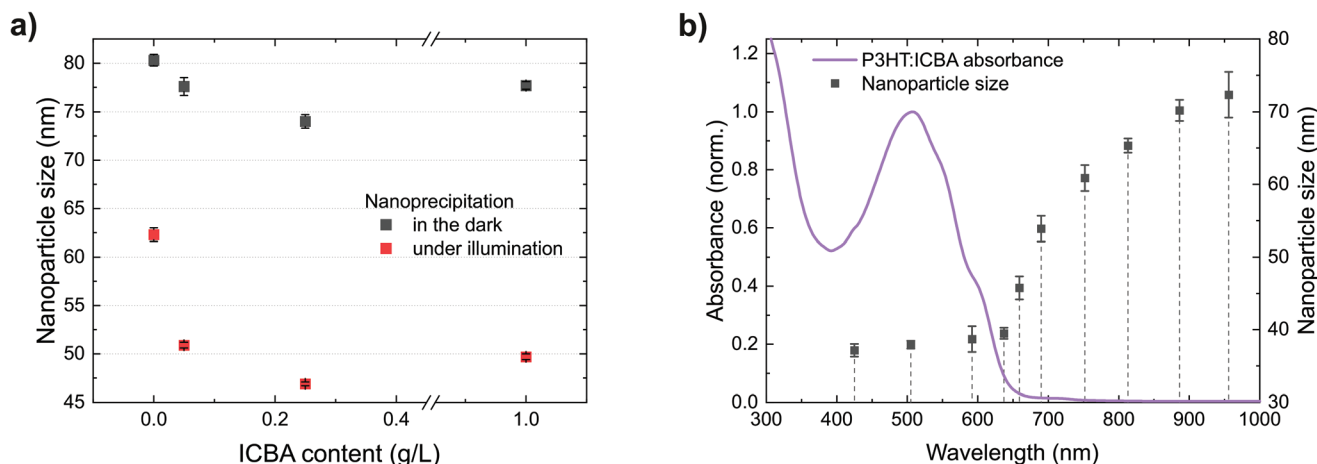 a)
Nanoparticle size (nm)
80
75
70
65
60
55
50
45
Nanoprecipitation
in the dark
under illumination
0.0
0.2
0.4
1.0
ICBA content (g/L)
b)
Absorbance (norm.)
1.2
1.0
0.8
0.6
0.4
0.2
0.0
P3HT:ICBA absorbance
Nanoparticle size
80
70
60
50
40
30
Nanoparticle size (nm)
300 400 500 600 700 800 900 1000
Wavelength (nm)